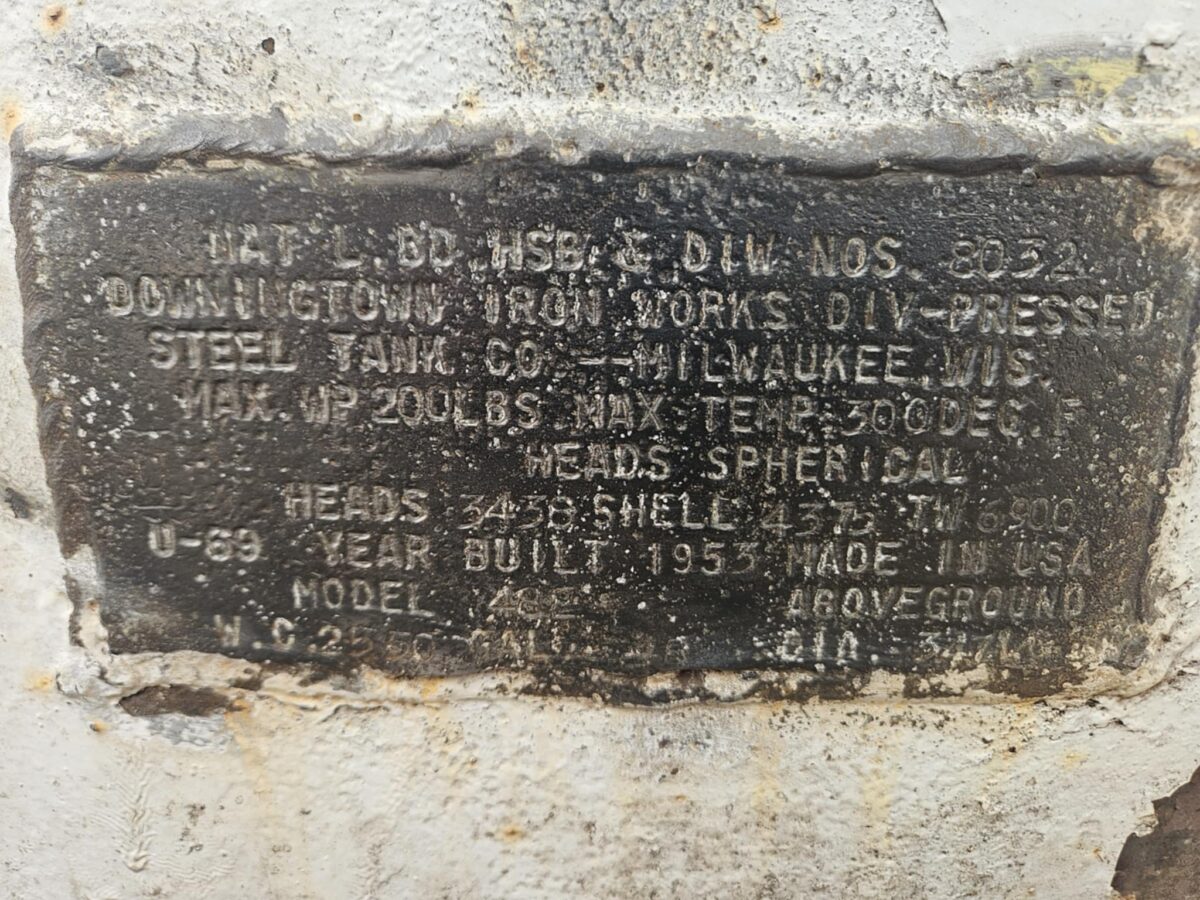 NAT'L. BD. HSB. & DIW NOS. 8032
DOWNINGTOWN IRON WORKS DIV-PRESSED
STEEL TANK CO.--MILWAUKEE, WIS.
MAX. WP 200LBS MAX. TEMP. 300DEG. F
HEADS SPHERICAL
HEADS 3438 SHELL 4375 TW 6900
U-69 YEAR BUILT 1953 MADE IN USA
MODEL ABOVEGROUND
W.C. GAL. DIA.